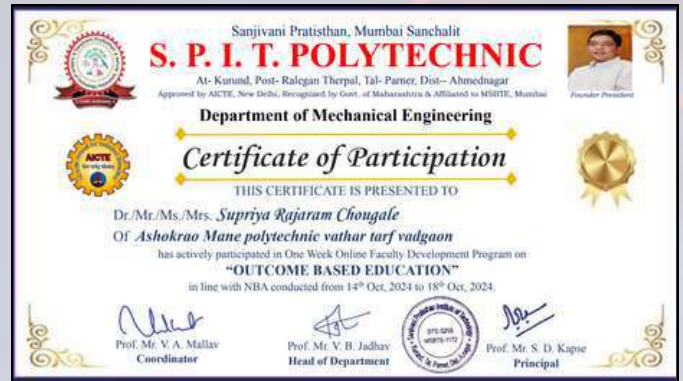 Sanjivani Pratisthan, Mumbai Sanchalit
S. P. I. T. POLYTECHNIC
At- Kurund, Post- Ralegan Therpal, Tal- Parner, Dist-- Ahmednagar
Approved by AICTE, New Delhi, Recognized by Govt. of Maharashtra & Affiliated to MSBTE, Mumbai
Founder President
Department of Mechanical Engineering
AICTE
Certificate of Participation
THIS CERTIFICATE IS PRESENTED TO
Dr./Mr./Ms./Mrs. Supriya Rajaram Chougale
Of Ashokrao Mane polytechnic vathar tarf vadgaon
has actively participated in One Week Online Faculty Development Program on
“OUTCOME BASED EDUCATION”
in line with NBA conducted from 14th Oct, 2024 to 18th Oct, 2024.
Prof. Mr. V. A. Mallav
Coordinator
Prof. Mr. V. B. Jadhav
Head of Department
Prof. Mr. S. D. Kapse
Principal